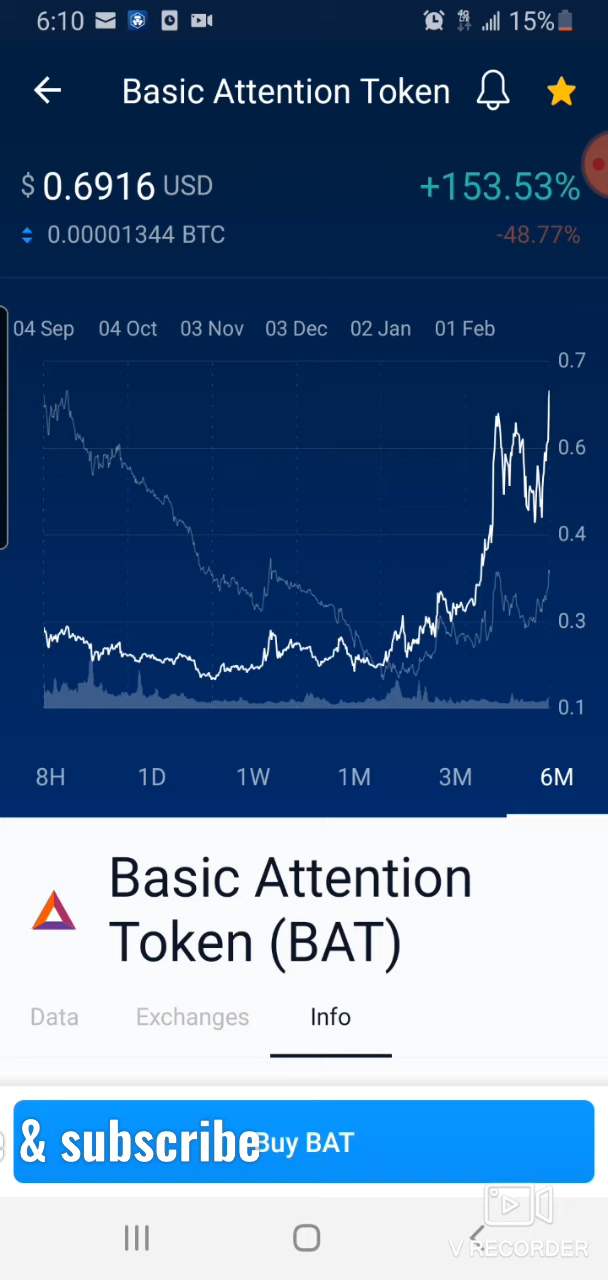 6:10
15%
Basic Attention Token
$ 0.6916 USD
+153.53%
0.00001344 BTC
-48.77%
04 Sep 04 Oct 03 Nov 03 Dec 02 Jan 01 Feb
0.7
0.6
0.4
0.3
0.1
8H 1D 1W 1M 3M 6M
Basic Attention
Token (BAT)
Data Exchanges Info
& subscribe
Buy BAT
V RECORDER